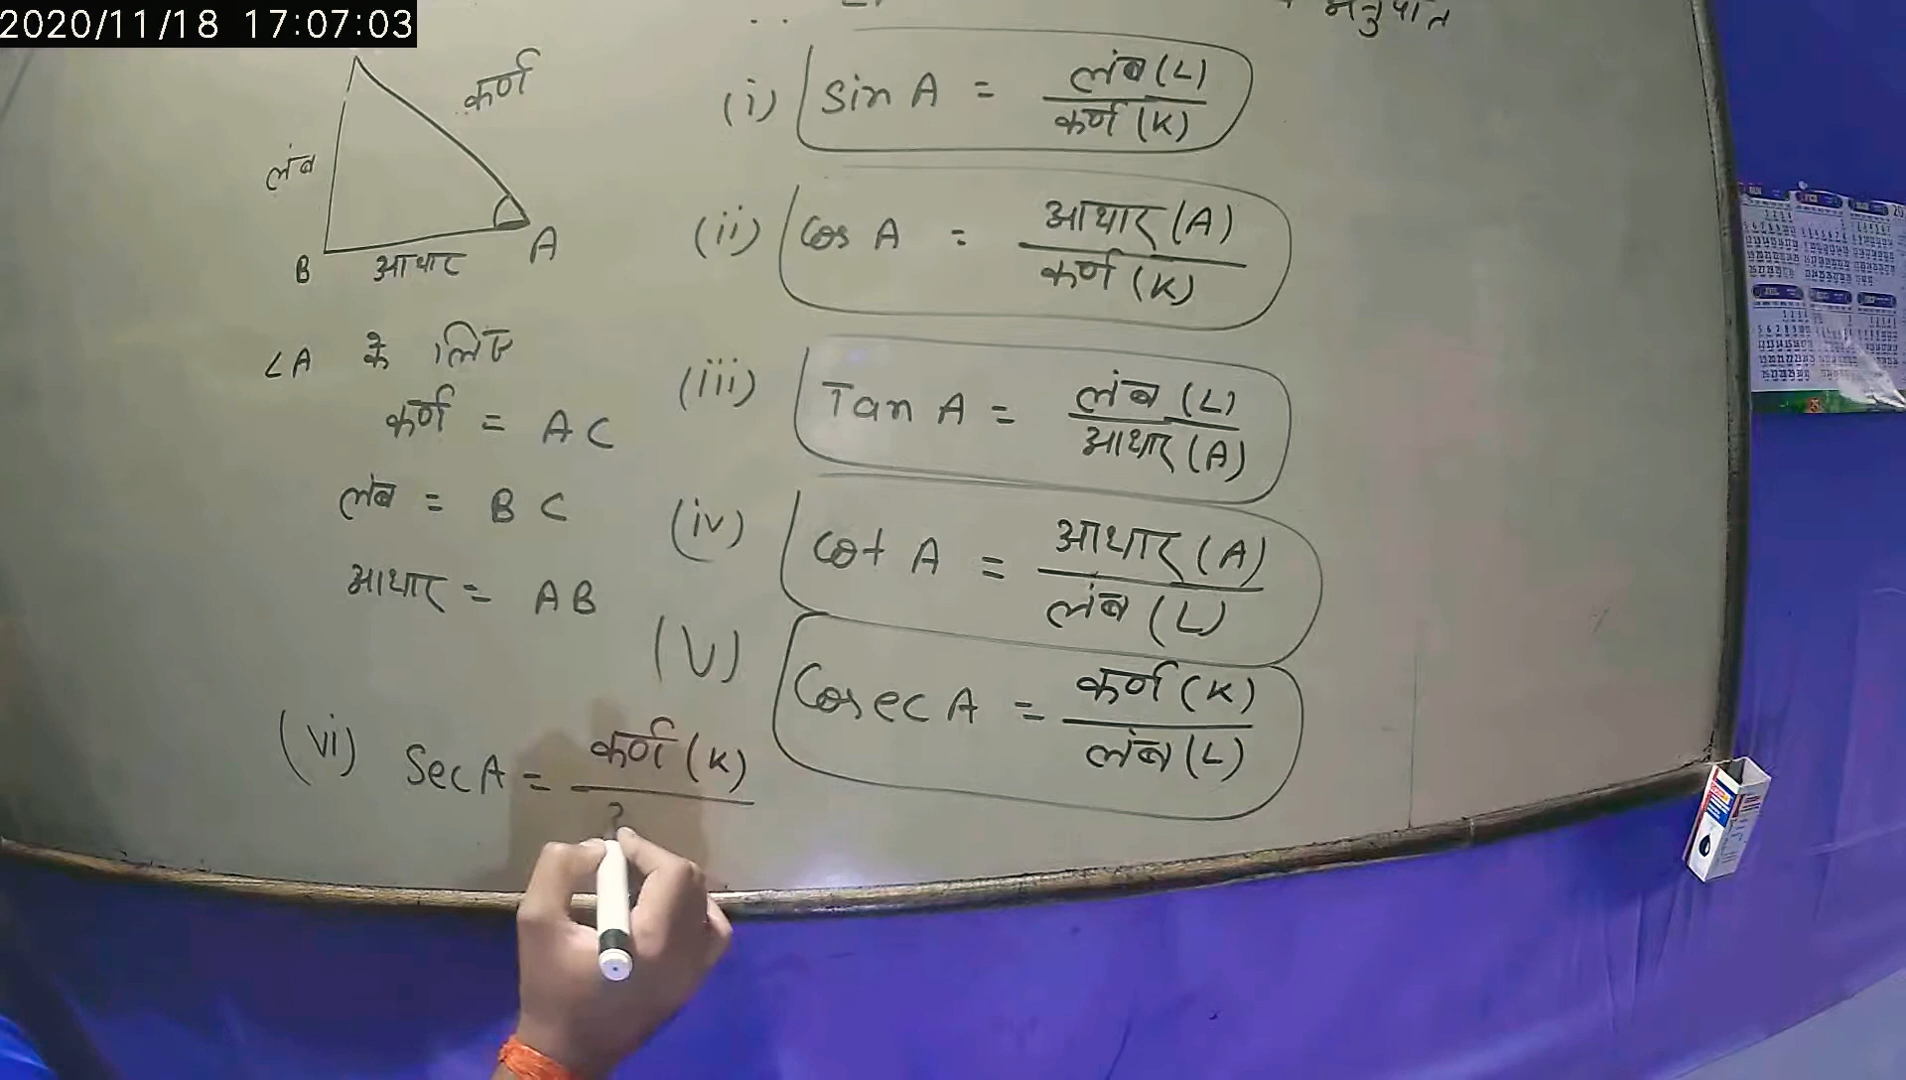 2020/11/18 17:07:03
अनुपात
कर्ण
लंब
B
आधार
A
∠A के लिए
कर्ण = AC
लंब = BC
आधार = AB
(i) sin A = लंब (L) / कर्ण (K)
(ii) Cos A = आधार (A) / कर्ण (K)
(iii) Tan A = लंब (L) / आधार (A)
(iv) Cot A = आधार (A) / लंब (L)
(V) Cosec A = कर्ण (K) / लंब (L)
(vi) Sec A = कर्ण (K)